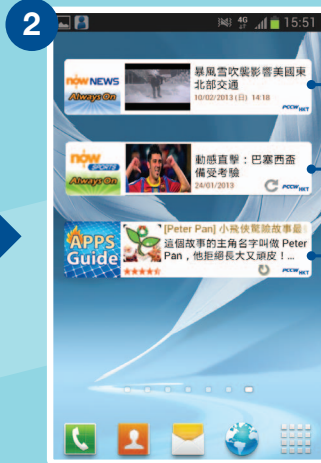 2
4G 15:51
now NEWS
Always On
暴風雪吹襲影響美國東
北部交通
10/02/2013 (日) 14:18
PCCW HKT
now
SPORTS
Always On
動感直擊：巴塞西盃
備受考驗
24/01/2013
PCCW HKT
APPS
Guide
[Peter Pan] 小飛俠驚險故事最
這個故事的主角名字叫做 Peter
Pan，他拒絕長大又頑皮！...
PCCW HKT